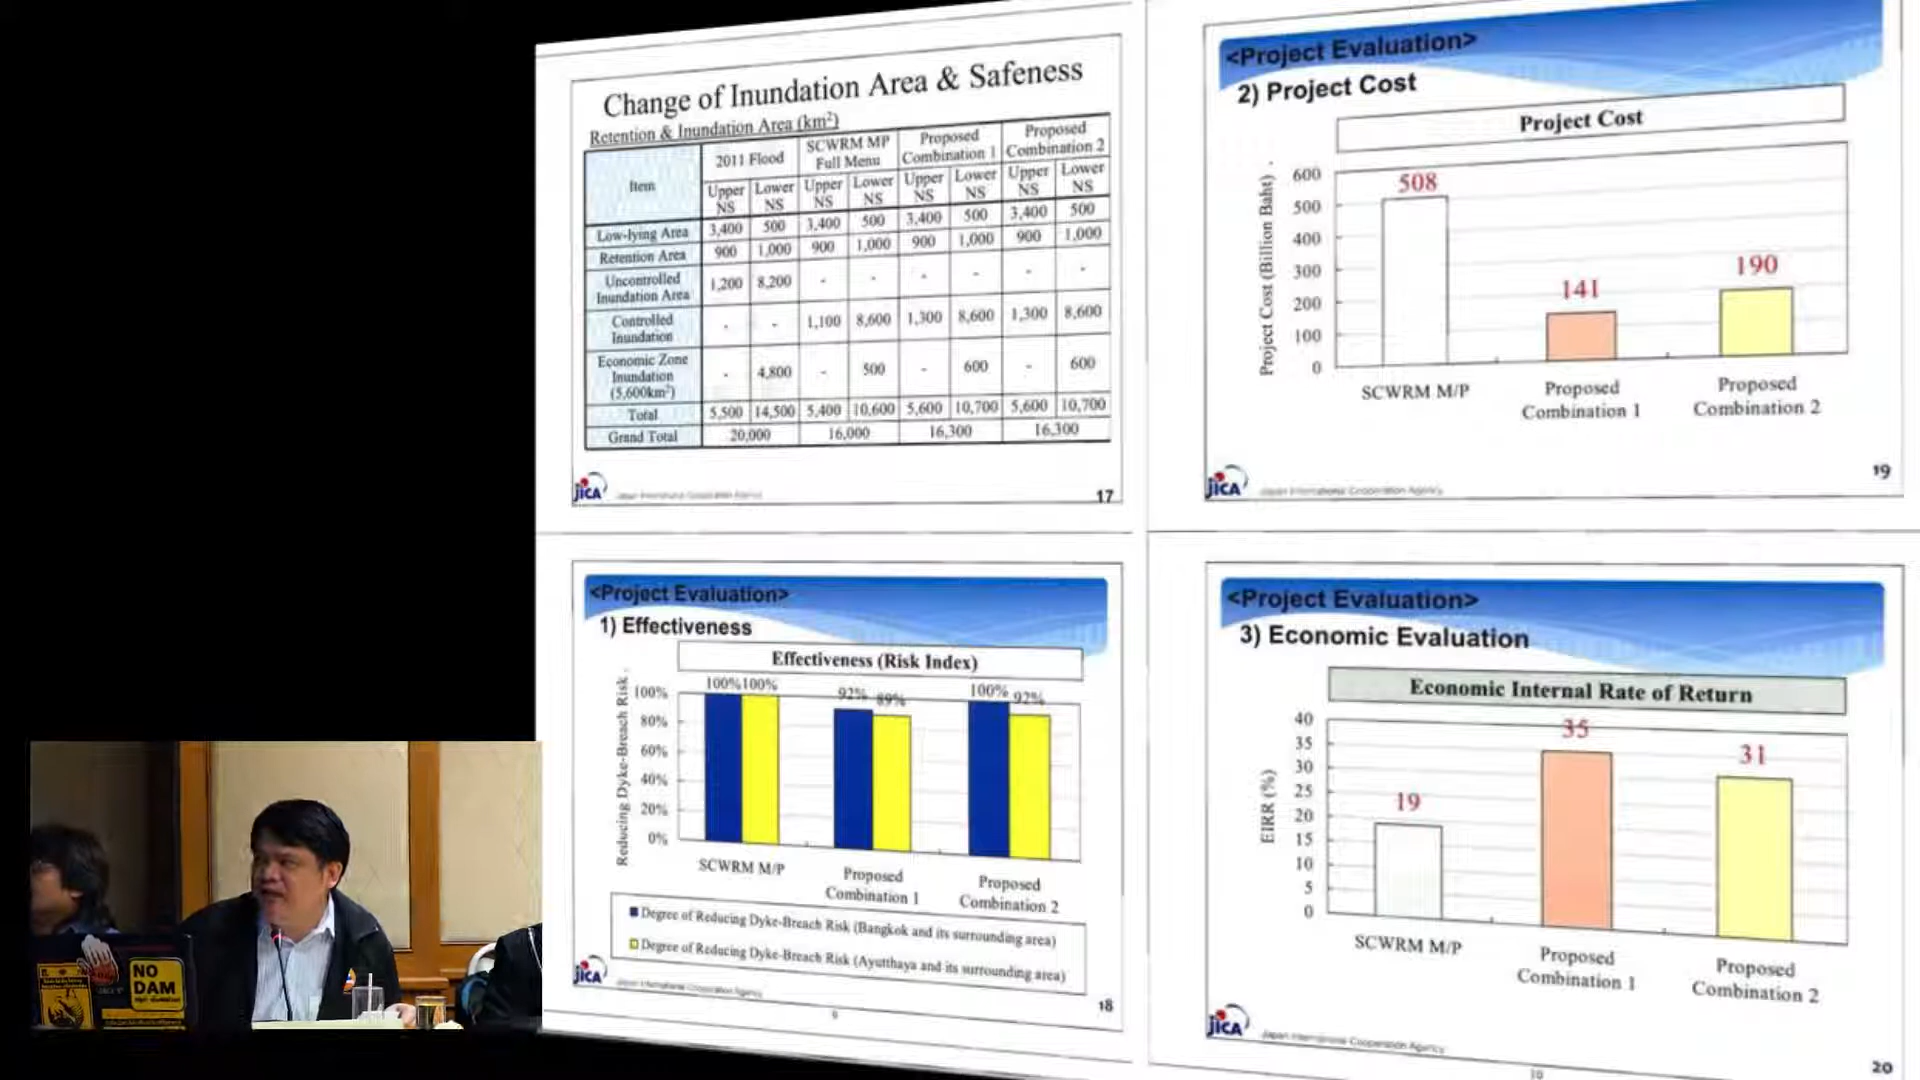 Change of Inundation Area & Safeness
Retention & Inundation Area (km²)
Item 2011 Flood SCWRM MP Full Menu Proposed Combination 1 Proposed Combination 2
Upper NS Lower NS Upper NS Lower NS Upper NS Lower NS Upper NS Lower NS
Low-lying Area 3,400 500 3,400 500 3,400 500 3,400 500
Retention Area 900 1,000 900 1,000 900 1,000 900 1,000
Uncontrolled Inundation Area 1,200 8,200 - - - - - -
Controlled Inundation - - 1,100 8,600 1,300 8,600 1,300 8,600
Economic Zone Inundation (5,600km²) - 4,800 - 500 - 600 - 600
Total 5,500 14,500 5,400 10,600 5,600 10,700 5,600 10,700
Grand Total 20,000 16,000 16,300 16,300
JICA Japan International Cooperation Agency
17
<Project Evaluation>
2) Project Cost
Project Cost
Project Cost (Billion Baht)
600
500
400
300
200
100
0
508
141
190
SCWRM M/P
Proposed Combination 1
Proposed Combination 2
JICA Japan International Cooperation Agency
19
<Project Evaluation>
1) Effectiveness
Effectiveness (Risk Index)
Reducing Dyke-Breach Risk
100%
80%
60%
40%
20%
0%
100% 100%
92% 89%
100% 92%
SCWRM M/P
Proposed Combination 1
Proposed Combination 2
Degree of Reducing Dyke-Breach Risk (Bangkok and its surrounding area)
Degree of Reducing Dyke-Breach Risk (Ayutthaya and its surrounding area)
JICA Japan International Cooperation Agency
18
9
<Project Evaluation>
3) Economic Evaluation
Economic Internal Rate of Return
EIRR (%)
40
35
30
25
20
15
10
5
0
19
35
31
SCWRM M/P
Proposed Combination 1
Proposed Combination 2
JICA Japan International Cooperation Agency
20
10
NO
DAM